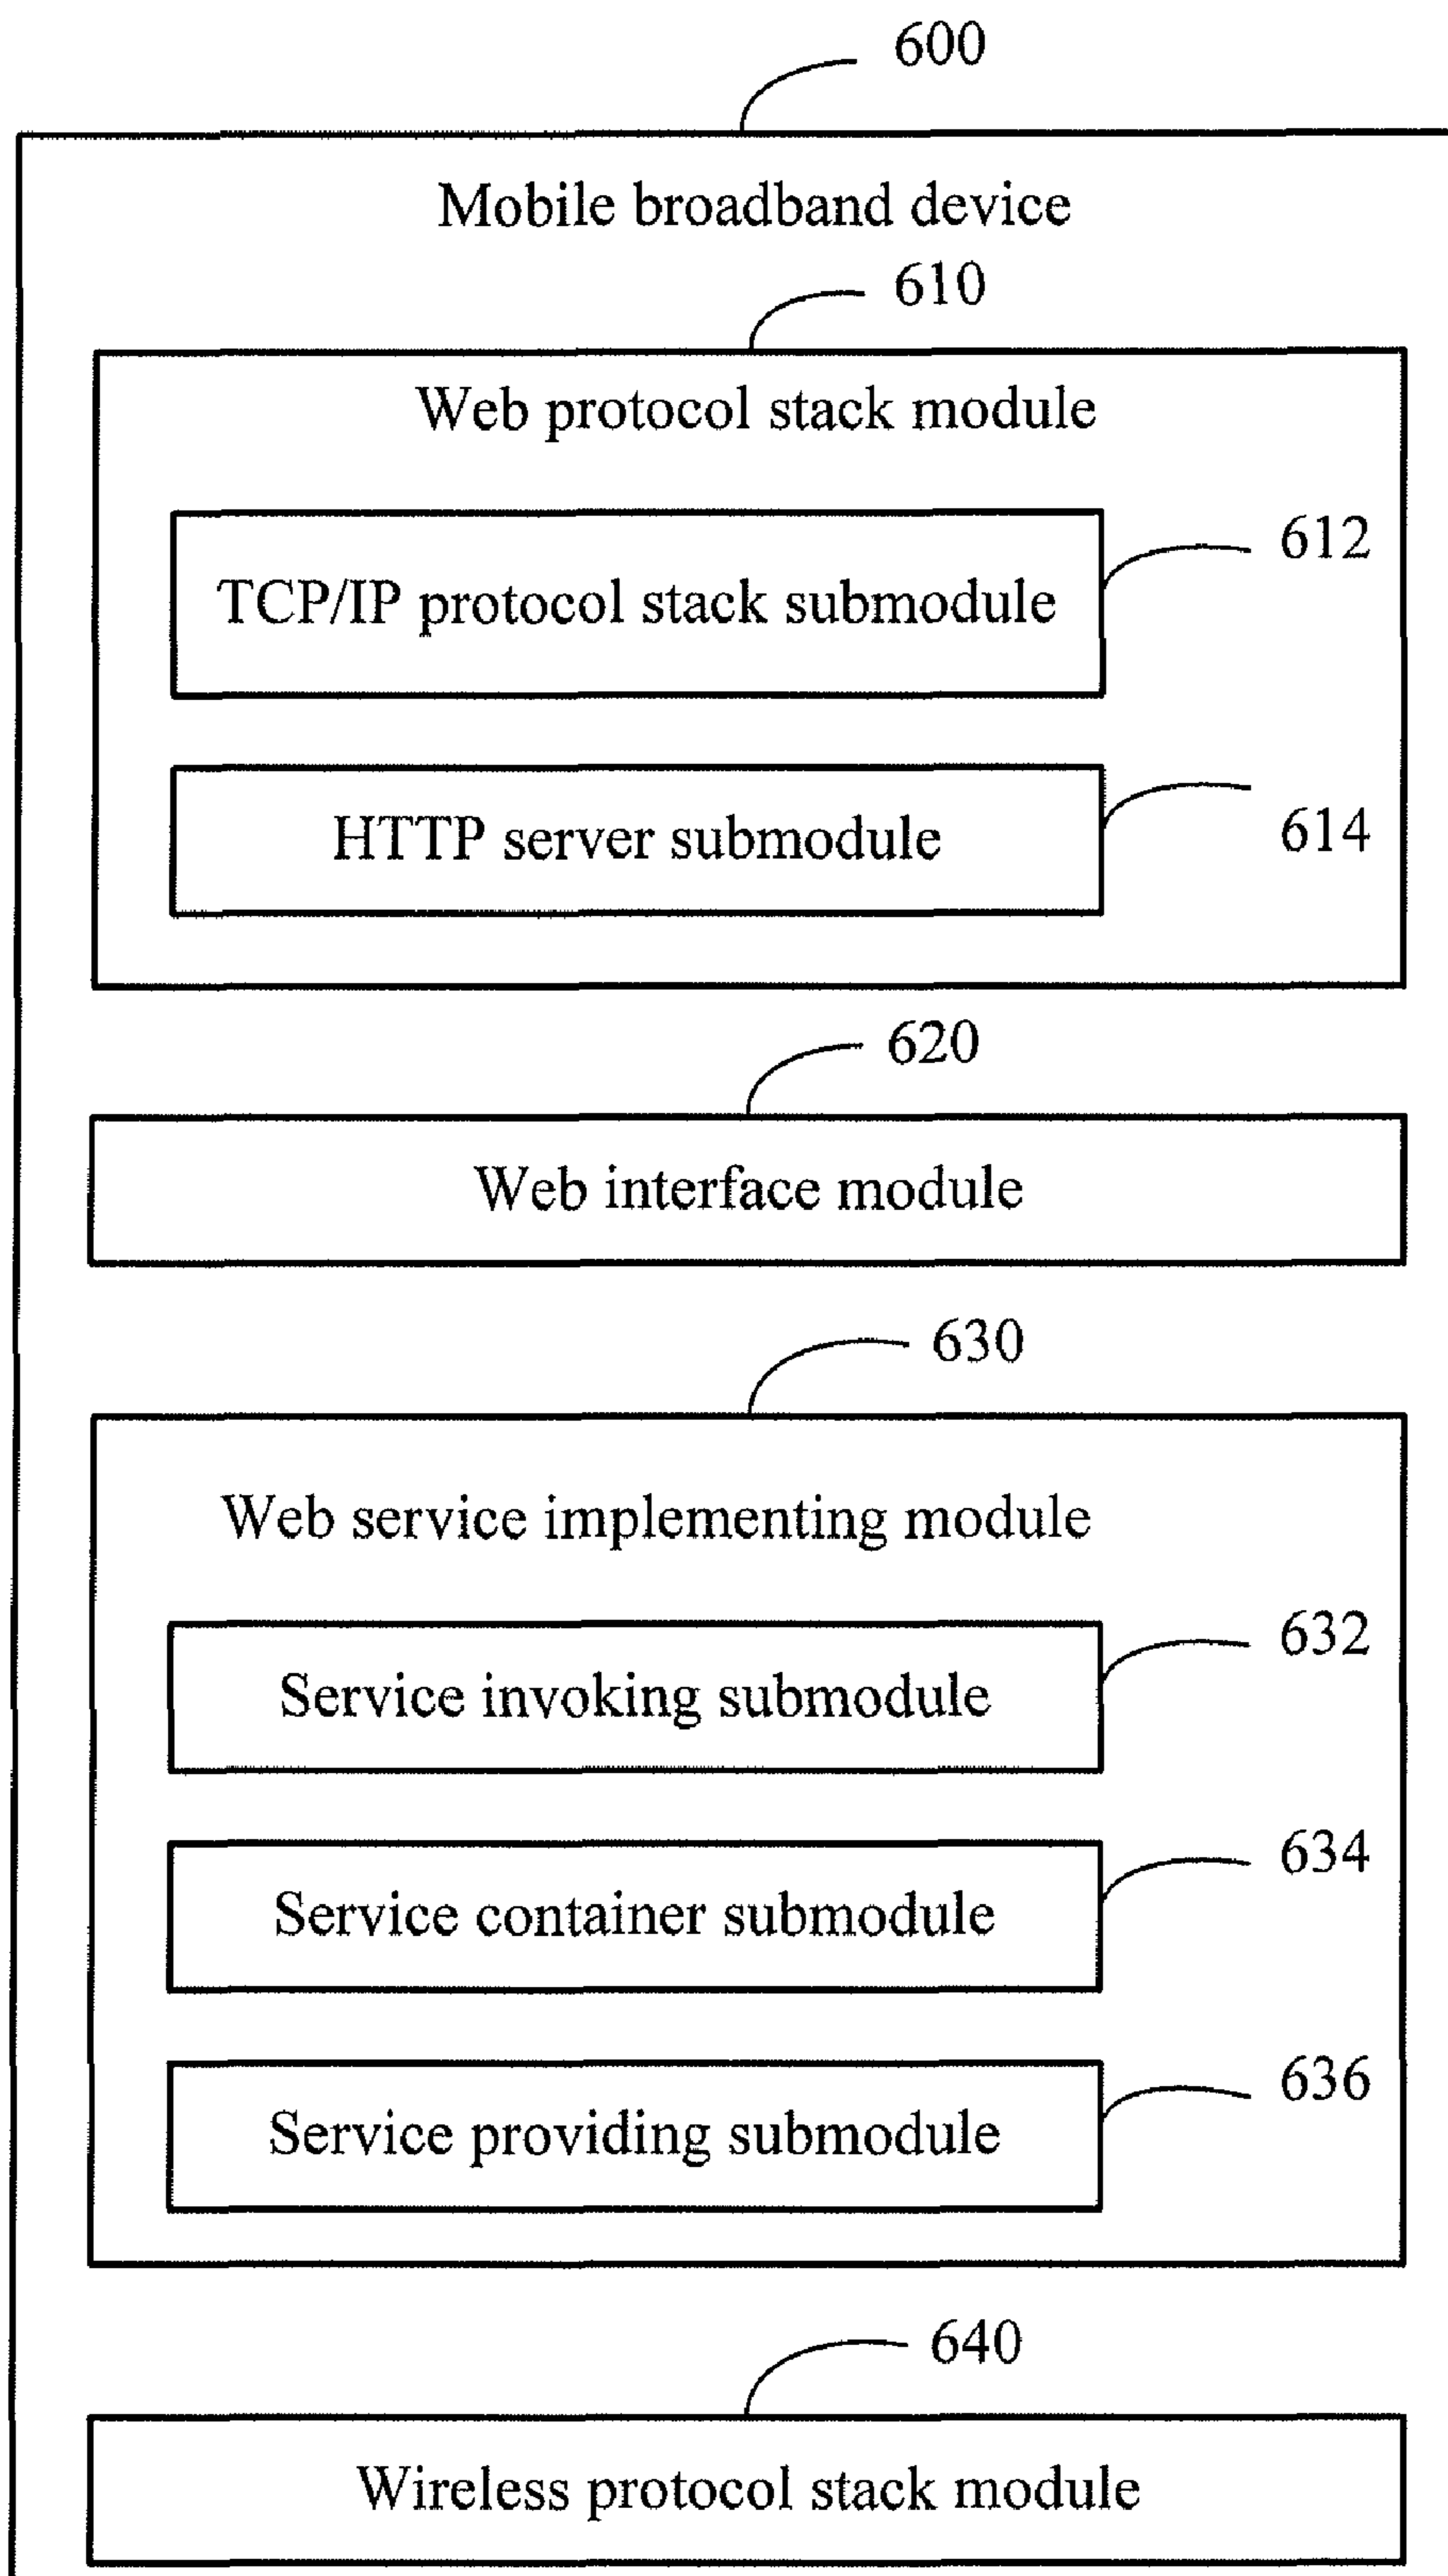 600
Mobile broadband device
610
Web protocol stack module
612
TCP/IP protocol stack submodule
614
HTTP server submodule
620
Web interface module
630
Web service implementing module
632
Service invoking submodule
634
Service container submodule
636
Service providing submodule
640
Wireless protocol stack module